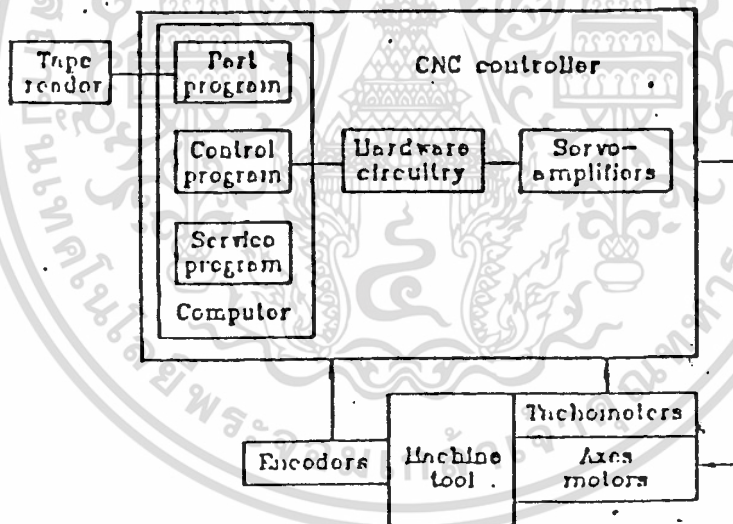 Tape
reader
Part
program
CNC controller
Control
program
Hardware
circuitry
Servo-
amplifiers
Service
program
Computer
Tachometers
Encoders
Machine
tool
Axes
motors